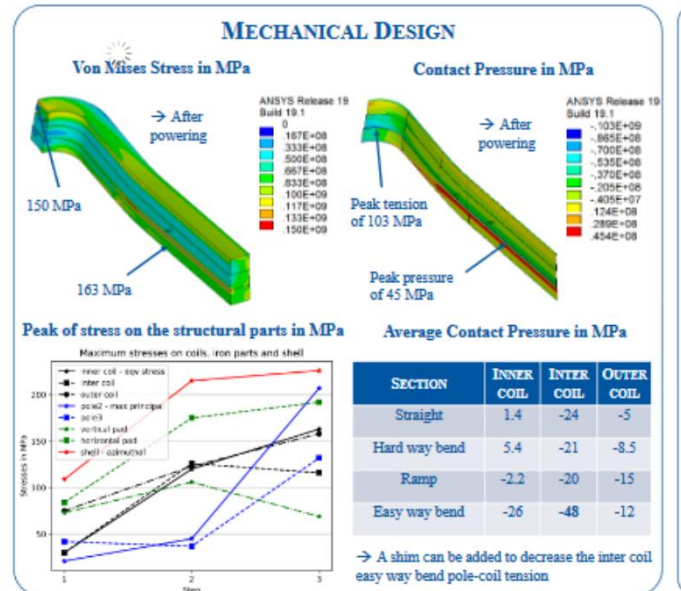 MECHANICAL DESIGN
Von Mises Stress in MPa
→ After
powering
ANSYS Release 19
Build 19.1
0
.167E+08
.333E+08
.500E+08
.667E+08
.833E+08
.100E+09
.117E+09
.133E+09
.150E+09
150 MPa
163 MPa
Contact Pressure in MPa
→ After
powering
ANSYS Release 19
Build 19.1
-.103E+09
-.865E+08
-.700E+08
-.535E+08
-.370E+08
-.205E+08
-.405E+07
.124E+08
.289E+08
.454E+08
Peak tension
of 103 MPa
Peak pressure
of 45 MPa
Peak of stress on the structural parts in MPa
Maximum stresses on coils, iron parts and shell
inner coil - eqv stress
inter coil
outer coil
pole2 - max principal
pole3
vertical pad
horizontal pad
shell - azimuthal
Stresses in MPa
200
150
100
50
1 2 3
Step
Average Contact Pressure in MPa
SECTION INNER COIL INTER COIL OUTER COIL
Straight 1.4 -24 -5
Hard way bend 5.4 -21 -8.5
Ramp -2.2 -20 -15
Easy way bend -26 -48 -12
→ A shim can be added to decrease the inter coil
easy way bend pole-coil tension